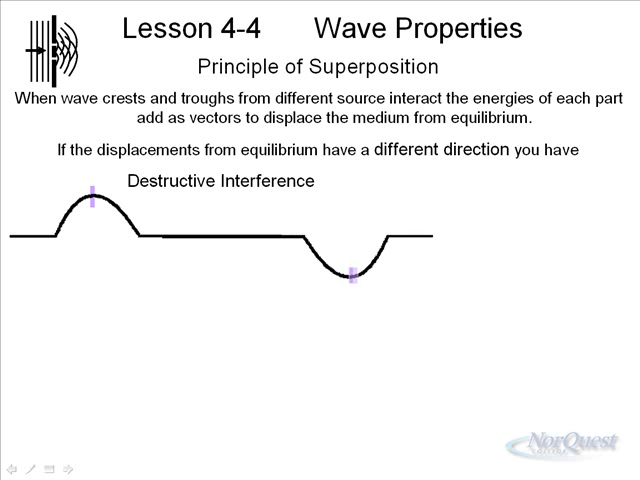 Lesson 4-4 Wave Properties
Principle of Superposition
When wave crests and troughs from different source interact the energies of each part
add as vectors to displace the medium from equilibrium.
If the displacements from equilibrium have a different direction you have
Destructive Interference
NorQuest
COLLEGE